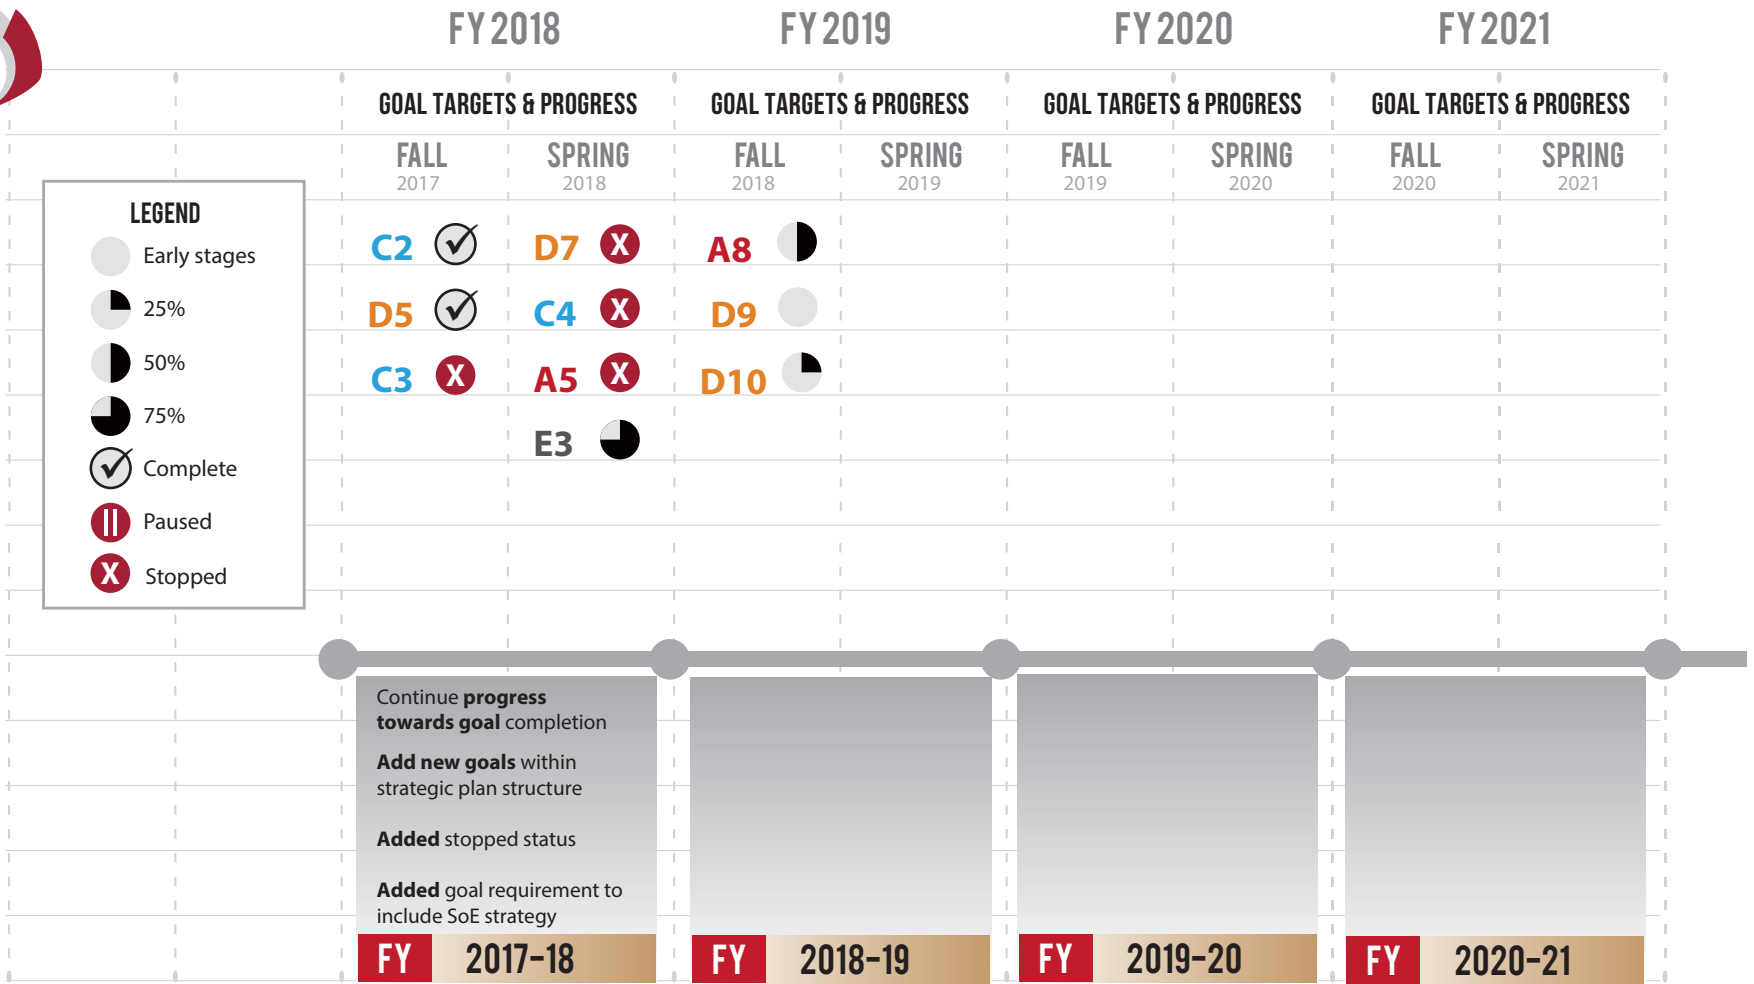 FY 2018 FY 2019 FY 2020 FY 2021
GOAL TARGETS & PROGRESS GOAL TARGETS & PROGRESS GOAL TARGETS & PROGRESS GOAL TARGETS & PROGRESS
FALL SPRING FALL SPRING FALL SPRING FALL SPRING
2017 2018 2018 2019 2019 2020 2020 2021
LEGEND
Early stages
25%
50%
75%
Complete
Paused
X Stopped
C2 D7 X A8
D5 C4 X D9
C3 X A5 X D10
E3
Continue progress
towards goal completion
Add new goals within
strategic plan structure
Added stopped status
Added goal requirement to
include SoE strategy
FY 2017-18 FY 2018-19 FY 2019-20 FY 2020-21